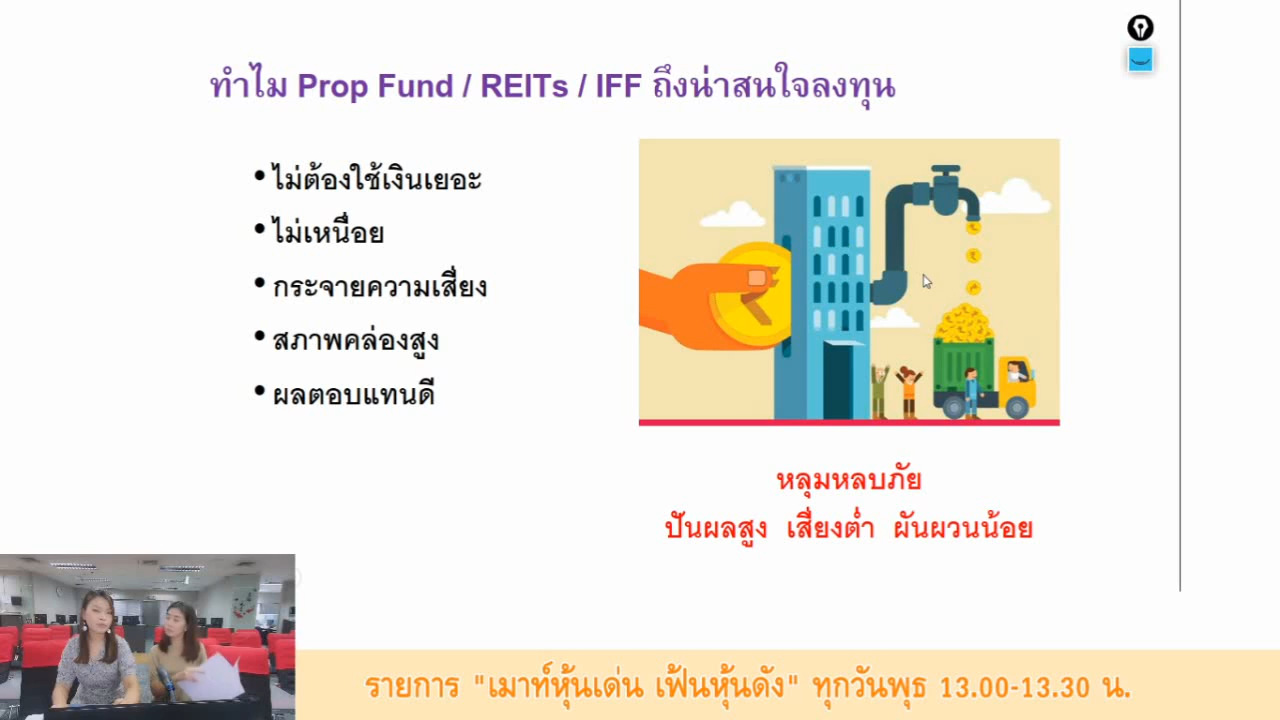 ทำไม Prop Fund / REITs / IFF ถึงน่าสนใจลงทุน
• ไม่ต้องใช้เงินเยอะ
• ไม่เหนื่อย
• กระจายความเสี่ยง
• สภาพคล่องสูง
• ผลตอบแทนดี
หลุมหลบภัย
ปันผลสูง เสี่ยงต่ำ ผันผวนน้อย
รายการ "เมาท์หุ้นเด่น เฟ้นหุ้นดัง" ทุกวันพุธ 13.00-13.30 น.